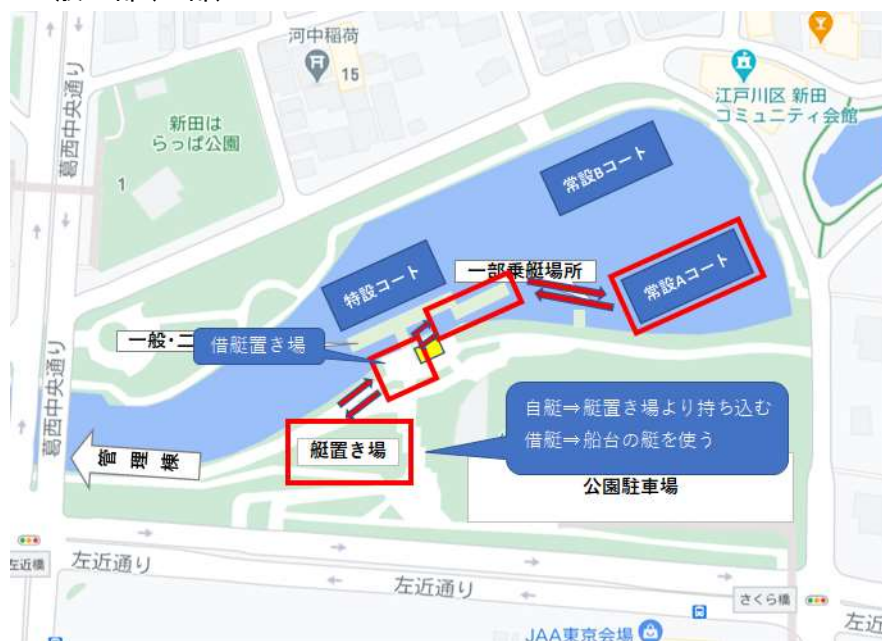 河中稲荷
15
葛西中央通り
新田は
らっぱ公園
1
江戸川区 新田
コミュニティ会館
常設Bコート
一部乗艇場所
常設Aコート
特設コート
一般・二
借艇置き場
自艇⇒艇置き場より持ち込む
借艇⇒船台の艇を使う
艇置き場
公園駐車場
葛西中央通り
管理棟
左近橋
左近通り
左近通り
さくら橋
左近
JAA東京会場